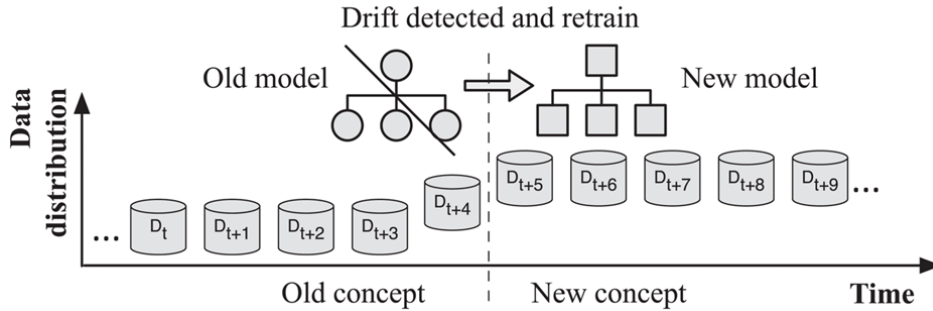 Drift detected and retrain
Old model
New model
Data
distribution
... Dt Dt+1 Dt+2 Dt+3 Dt+4 Dt+5 Dt+6 Dt+7 Dt+8 Dt+9 ...
Old concept
New concept
Time